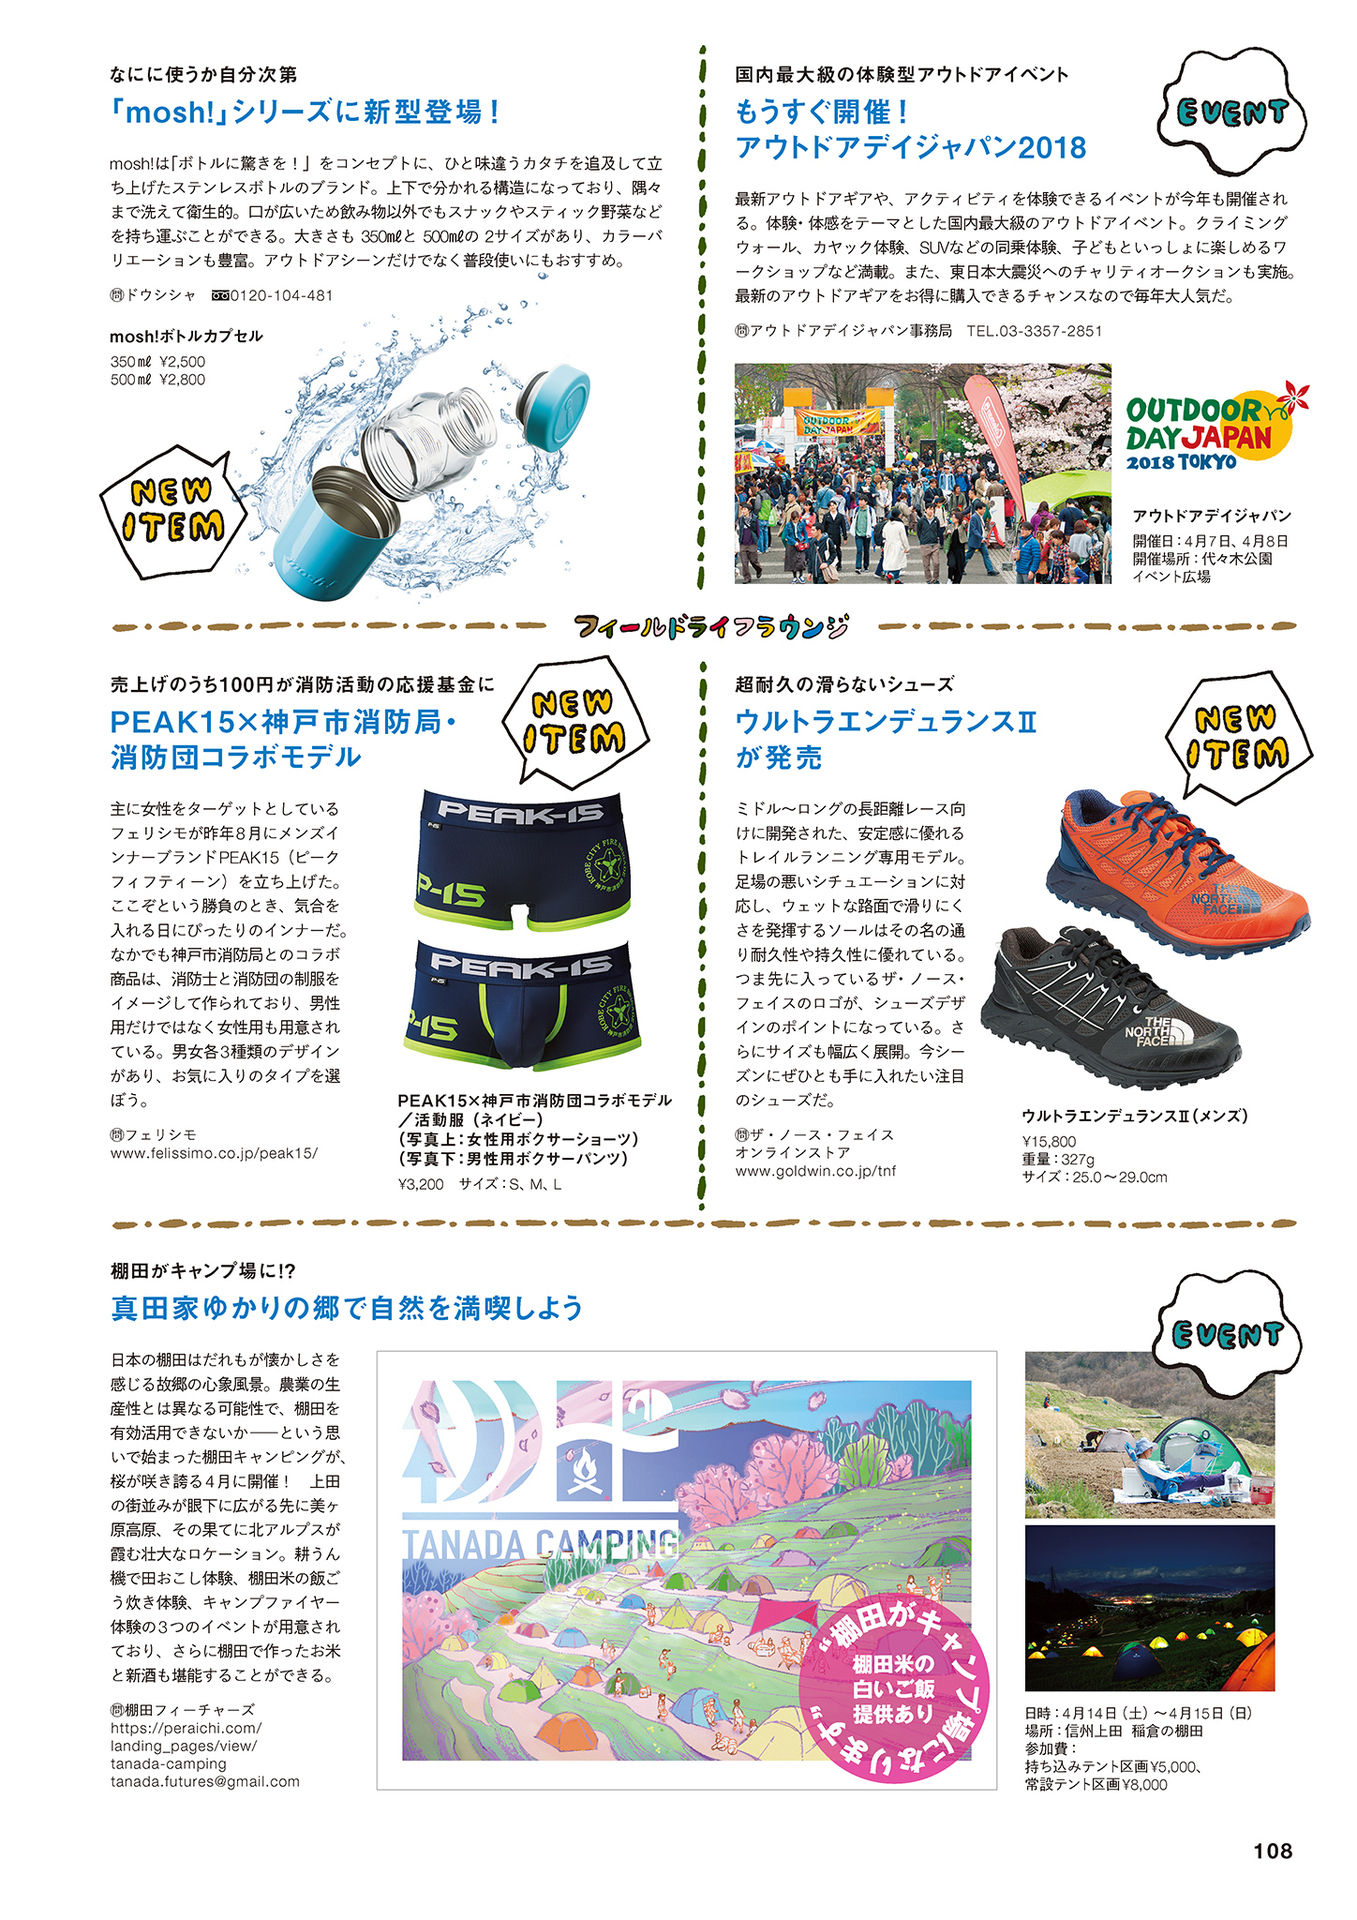 なにに使うか自分次第
「mosh!」シリーズに新型登場！
mosh!は「ボトルに驚きを！」をコンセプトに、ひと味違うカタチを追及して立
ち上げたステンレスボトルのブランド。上下で分かれる構造になっており、隅々
まで洗えて衛生的。口が広いため飲み物以外でもスナックやスティック野菜など
を持ち運ぶことができる。大きさも 350㎖と 500㎖の 2サイズがあり、カラーバ
リエーションも豊富。アウトドアシーンだけでなく普段使いにもおすすめ。
㉄ドウシシャ 0120-104-481
mosh!ボトルカプセル
350㎖ ¥2,500
500㎖ ¥2,800
NEW
ITEM
mosh!
国内最大級の体験型アウトドアイベント
もうすぐ開催！
アウトドアデイジャパン2018
EVENT
最新アウトドアギアや、アクティビティを体験できるイベントが今年も開催され
る。体験・体感をテーマとした国内最大級のアウトドアイベント。クライミング
ウォール、カヤック体験、SUVなどの同乗体験、子どもといっしょに楽しめるワ
ークショップなど満載。また、東日本大震災へのチャリティオークションも実施。
最新のアウトドアギアをお得に購入できるチャンスなので毎年大人気だ。
㉄アウトドアデイジャパン事務局　TEL.03-3357-2851
OUTDOOR
DAY JAPAN
OUTDOOR
DAY JAPAN
2018 TOKYO
アウトドアデイジャパン
開催日：4月7日、4月8日
開催場所：代々木公園
イベント広場
フィールドライフラウンジ
売上げのうち100円が消防活動の応援基金に
PEAK15×神戸市消防局・
消防団コラボモデル
NEW
ITEM
主に女性をターゲットとしている
フェリシモが昨年8月にメンズイ
ンナーブランドPEAK15（ピーク
フィフティーン）を立ち上げた。
ここぞという勝負のとき、気合を
入れる日にぴったりのインナーだ。
なかでも神戸市消防局とのコラボ
商品は、消防士と消防団の制服を
イメージして作られており、男性
用だけではなく女性用も用意され
ている。男女各3種類のデザイン
があり、お気に入りのタイプを選
ぼう。
㉄フェリシモ
www.felissimo.co.jp/peak15/
PEAK-15
P-15
PEAK-15
P-15
PEAK15×神戸市消防団コラボモデル
／活動服（ネイビー）
（写真上：女性用ボクサーショーツ）
（写真下：男性用ボクサーパンツ）
¥3,200　サイズ：S、M、L
超耐久の滑らないシューズ
ウルトラエンデュランスⅡ
が発売
NEW
ITEM
ミドル〜ロングの長距離レース向
けに開発された、安定感に優れる
トレイルランニング専用モデル。
足場の悪いシチュエーションに対
応し、ウェットな路面で滑りにく
さを発揮するソールはその名の通
り耐久性や持久性に優れている。
つま先に入っているザ・ノース・
フェイスのロゴが、シューズデザ
インのポイントになっている。さ
らにサイズも幅広く展開。今シー
ズンにぜひとも手に入れたい注目
のシューズだ。
㉄ザ・ノース・フェイス
オンラインストア
www.goldwin.co.jp/tnf
THE
NORTH
FACE
THE
NORTH
FACE
ウルトラエンデュランスⅡ（メンズ）
¥15,800
重量：327g
サイズ：25.0〜29.0cm
棚田がキャンプ場に!?
真田家ゆかりの郷で自然を満喫しよう
EVENT
日本の棚田はだれもが懐かしさを
感じる故郷の心象風景。農業の生
産性とは異なる可能性で、棚田を
有効活用できないか――という思
いで始まった棚田キャンピングが、
桜が咲き誇る4月に開催！　上田
の街並みが眼下に広がる先に美ヶ
原高原、その果てに北アルプスが
霞む壮大なロケーション。耕うん
機で田おこし体験、棚田米の飯ご
う炊き体験、キャンプファイヤー
体験の3つのイベントが用意され
ており、さらに棚田で作ったお米
と新酒も堪能することができる。
㉄棚田フィーチャーズ
https://peraichi.com/
landing_pages/view/
tanada-camping
tanada.futures@gmail.com
TANADA CAMPING
“棚田がキャンプ場になります”
棚田米の
白いご飯
提供あり
日時：4月14日（土）〜4月15日（日）
場所：信州上田 稲倉の棚田
参加費：
持ち込みテント区画¥5,000、
常設テント区画¥8,000
108